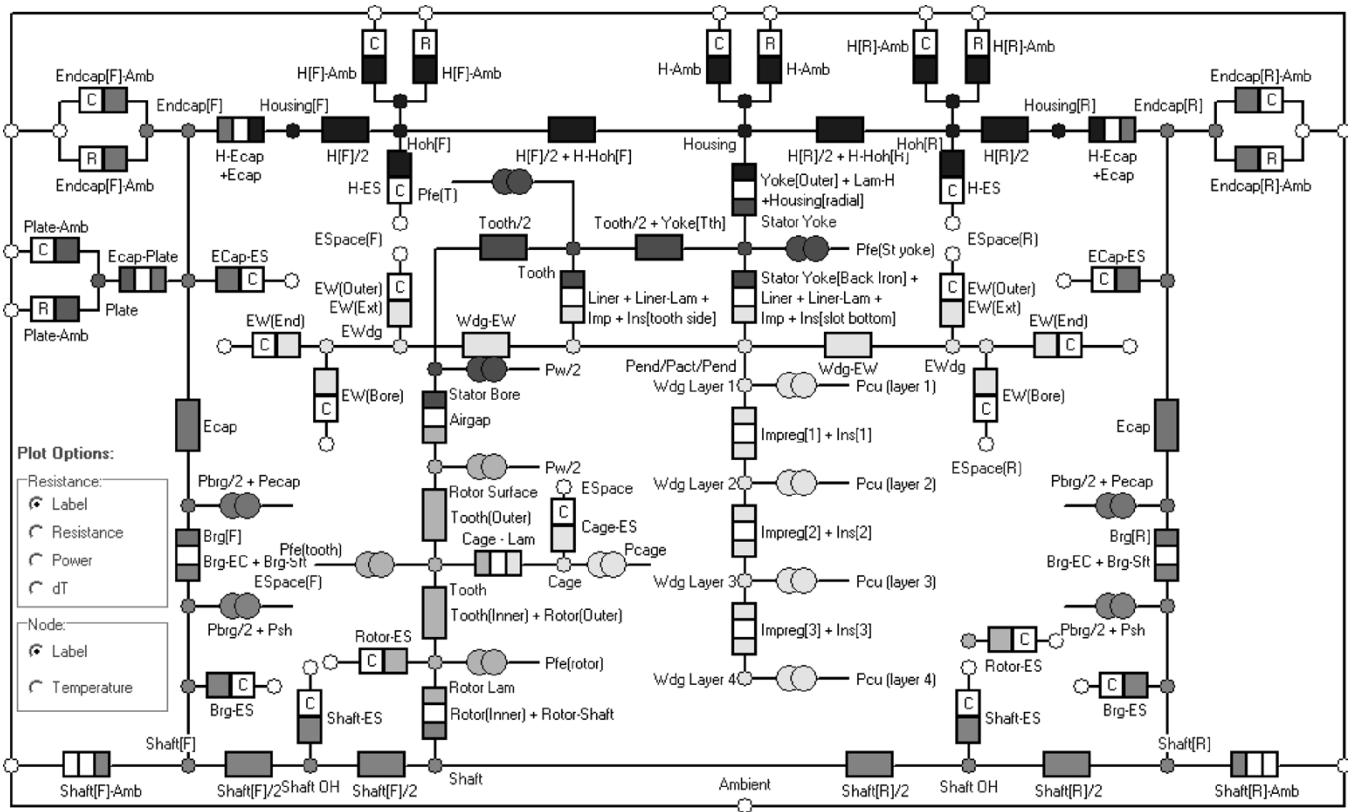 C
R
C
R
C
R
H[F]-Amb
H[F]-Amb
H-Amb
H-Amb
H[R]-Amb
H[R]-Amb
Endcap[F]-Amb
Endcap[R]-Amb
C
Endcap[F]
Housing[F]
Housing[R]
Endcap[R]
C
R
R
Endcap[F]-Amb
H-Ecap
+Ecap
H[F]/2
Hoh[F]
H[F]/2 + H-Hoh[F]
Housing
H[R]/2 + H-Hoh[R]
Hoh[R]
H[R]/2
H-Ecap
+Ecap
Endcap[R]-Amb
H-ES
C
Pfe(T)
Yoke[Outer] + Lam-H
+Housing[radial]
H-ES
C
Plate-Amb
Tooth/2
Tooth/2 + Yoke[Tth]
Stator Yoke
ESpace(F)
ESpace(R)
Pfe(St yoke)
C
Ecap-Plate
ECap-ES
C
Tooth
ECap-ES
C
R
Plate
Plate-Amb
EW(Outer)
EW(Ext)
C
Liner + Liner-Lam +
Imp + Ins[tooth side]
Stator Yoke[Back Iron] +
Liner + Liner-Lam +
Imp + Ins[slot bottom]
C
EW(Outer)
EW(Ext)
EW(End)
C
EWdg
Wdg-EW
EW(End)
C
Pend/Pact/Pend
Wdg-EW
EWdg
C
EW(Bore)
Pw/2
Wdg Layer 1
Pcu (layer 1)
C
EW(Bore)
Stator Bore
Airgap
Ecap
Impreg[1] + Ins[1]
Ecap
Plot Options:
Resistance:
Label
Resistance
Power
dT
Node:
Label
Temperature
Pw/2
ESpace(R)
Pbrg/2 + Pecap
Rotor Surface
ESpace
Wdg Layer 2
Pcu (layer 2)
Pbrg/2 + Pecap
Brg[F]
Brg-EC + Brg-Sft
ESpace(F)
Tooth(Outer)
Cage - Lam
C
Cage-ES
Impreg[2] + Ins[2]
Brg[R]
Brg-EC + Brg-Sft
Pfe(tooth)
Pcage
Cage
Wdg Layer 3
Pcu (layer 3)
Tooth
Tooth(Inner) + Rotor(Outer)
Pbrg/2 + Psh
Impreg[3] + Ins[3]
Pbrg/2 + Psh
Rotor-ES
C
Pfe(rotor)
C
Rotor-ES
Wdg Layer 4
Pcu (layer 4)
C
Brg-ES
C
Shaft-ES
Rotor Lam
Rotor(Inner) + Rotor-Shaft
C
Shaft-ES
C
Brg-ES
Shaft[F]
Shaft[R]
Shaft[F]-Amb
Shaft[F]/2
Shaft OH
Shaft[F]/2
Shaft
Ambient
Shaft[R]/2
Shaft OH
Shaft[R]/2
Shaft[R]-Amb